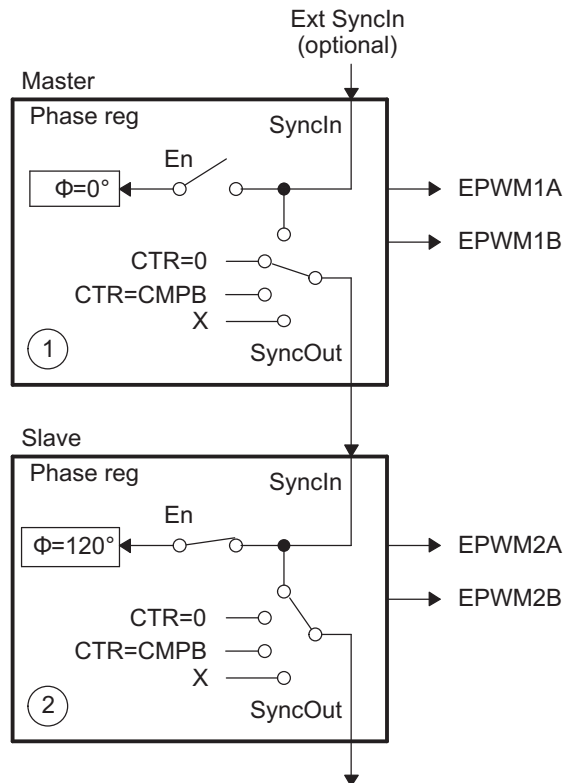 Ext SyncIn
(optional)
Master
Phase reg
SyncIn
En
Φ=0°
EPWM1A
EPWM1B
CTR=0
CTR=CMPB
X
1
SyncOut
Slave
Phase reg
SyncIn
En
Φ=120°
EPWM2A
EPWM2B
CTR=0
CTR=CMPB
X
2
SyncOut